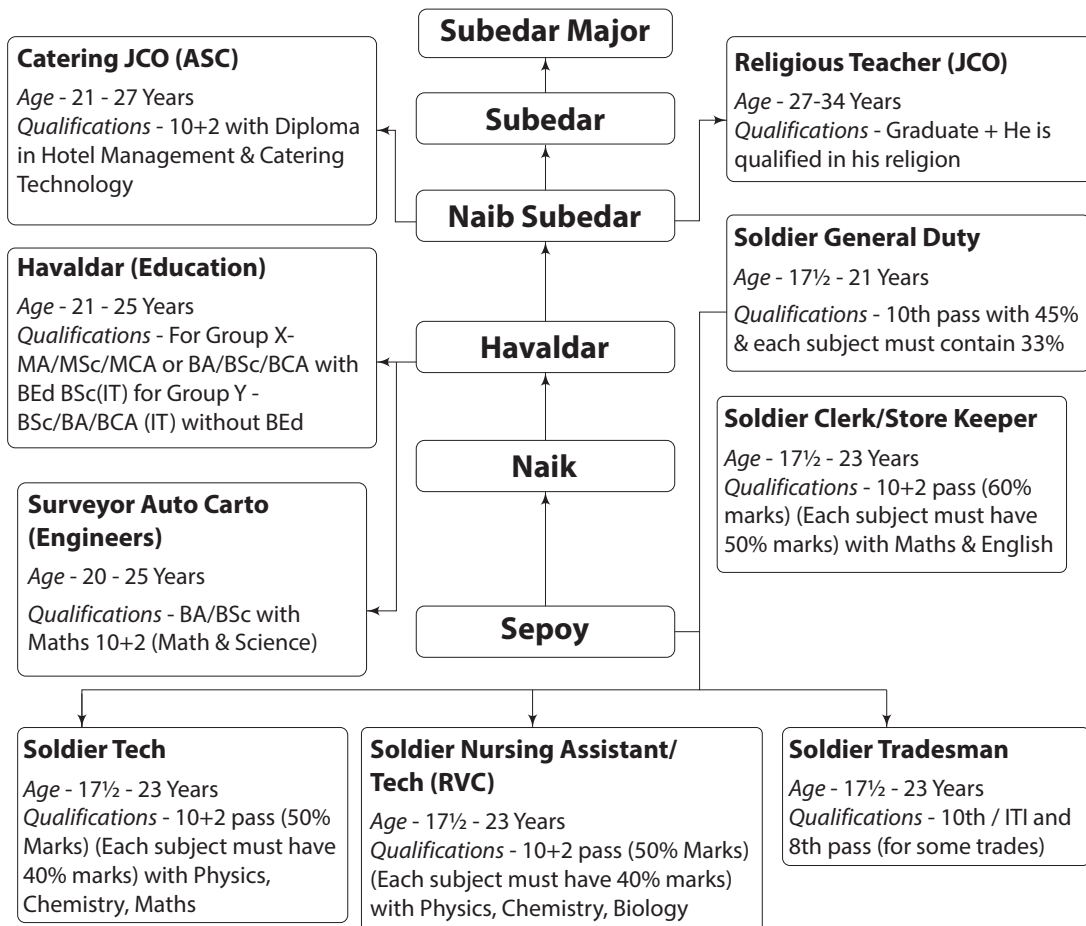 Subedar Major
Catering JCO (ASC)
Age - 21 - 27 Years
Qualifications - 10+2 with Diploma
in Hotel Management & Catering
Technology
Subedar
Religious Teacher (JCO)
Age - 27-34 Years
Qualifications - Graduate + He is
qualified in his religion
Naib Subedar
Havaldar (Education)
Age - 21 - 25 Years
Qualifications - For Group X-
MA/MSc/MCA or BA/BSc/BCA with
BEd BSc(IT) for Group Y -
BSc/BA/BCA (IT) without BEd
Havaldar
Soldier General Duty
Age - 17½ - 21 Years
Qualifications - 10th pass with 45%
& each subject must contain 33%
Naik
Soldier Clerk/Store Keeper
Age - 17½ - 23 Years
Qualifications - 10+2 pass (60%
marks) (Each subject must have
50% marks) with Maths & English
Surveyor Auto Carto
(Engineers)
Age - 20 - 25 Years
Qualifications - BA/BSc with
Maths 10+2 (Math & Science)
Sepoy
Soldier Tech
Age - 17½ - 23 Years
Qualifications - 10+2 pass (50%
Marks) (Each subject must have
40% marks) with Physics,
Chemistry, Maths
Soldier Nursing Assistant/
Tech (RVC)
Age - 17½ - 23 Years
Qualifications - 10+2 pass (50% Marks)
(Each subject must have 40% marks)
with Physics, Chemistry, Biology
Soldier Tradesman
Age - 17½ - 23 Years
Qualifications - 10th / ITI and
8th pass (for some trades)